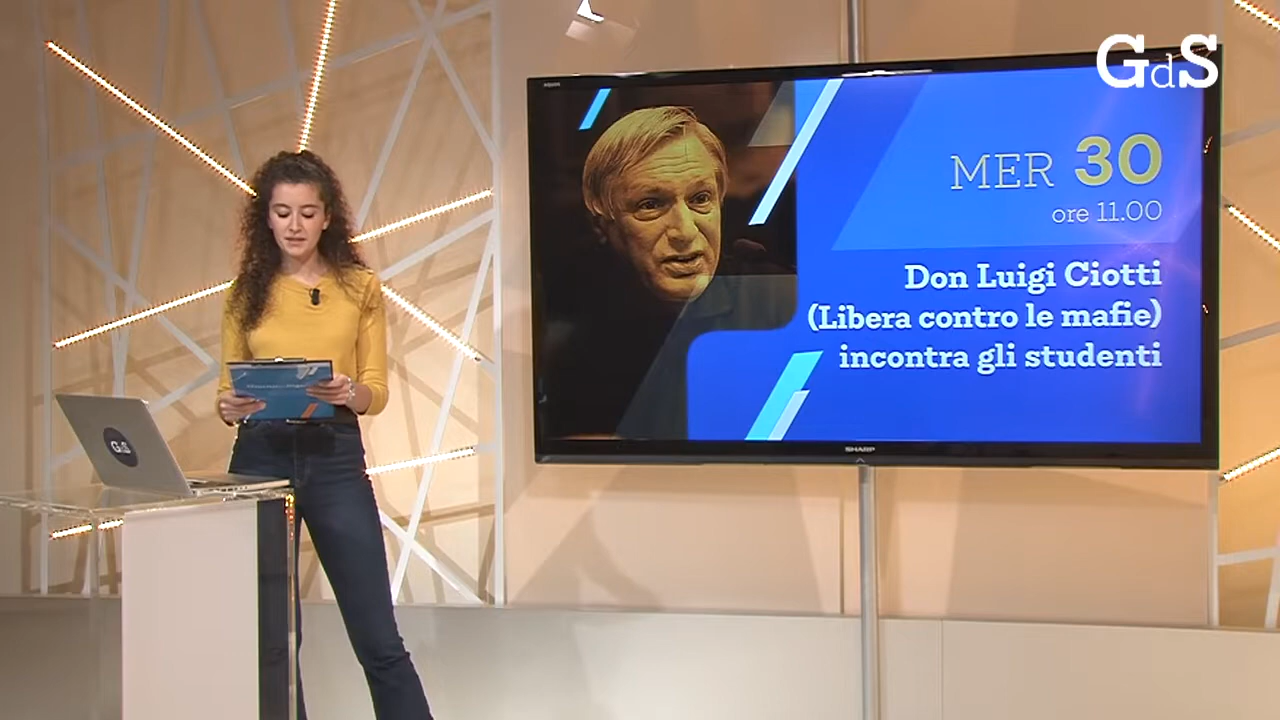 GdS
MER 30
ore 11.00
Don Luigi Ciotti
(Libera contro le mafie)
incontra gli studenti
SHARP
GdS